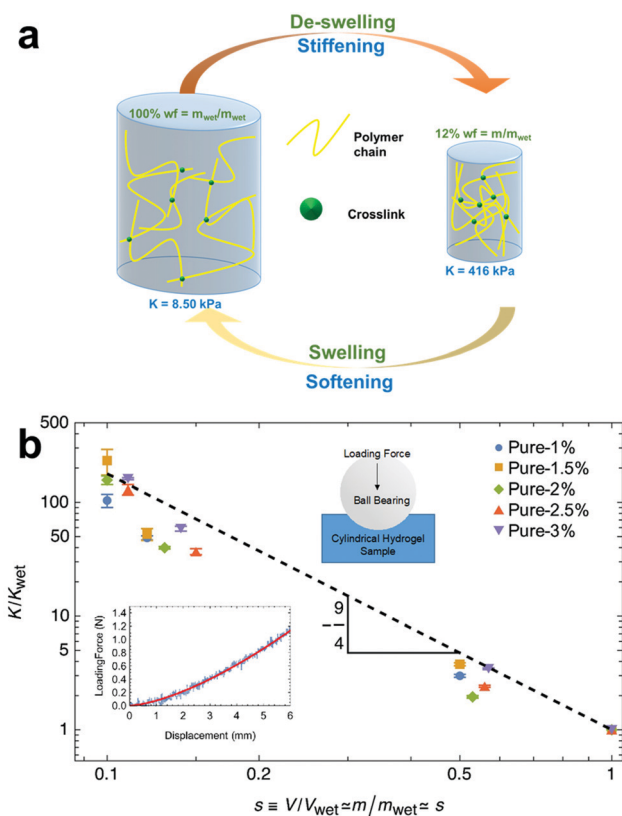 a
De-swelling
Stiffening
100% wf = m_wet/m_wet
12% wf = m/m_wet
Polymer
chain
Crosslink
K = 8.50 kPa
K = 416 kPa
Swelling
Softening
b
500
100
50
10
5
1
K/K_wet
Loading Force
Ball Bearing
Cylindrical Hydrogel
Sample
Pure-1%
Pure-1.5%
Pure-2%
Pure-2.5%
Pure-3%
9
4
1.4
1.2
1.0
0.8
0.6
0.4
0.2
0.0
LoadingForce (N)
0 1 2 3 4 5 6
Displacement (mm)
0.1 0.2 0.5 1
s ≡ V/V_wet ≃ m/m_wet ≃ s